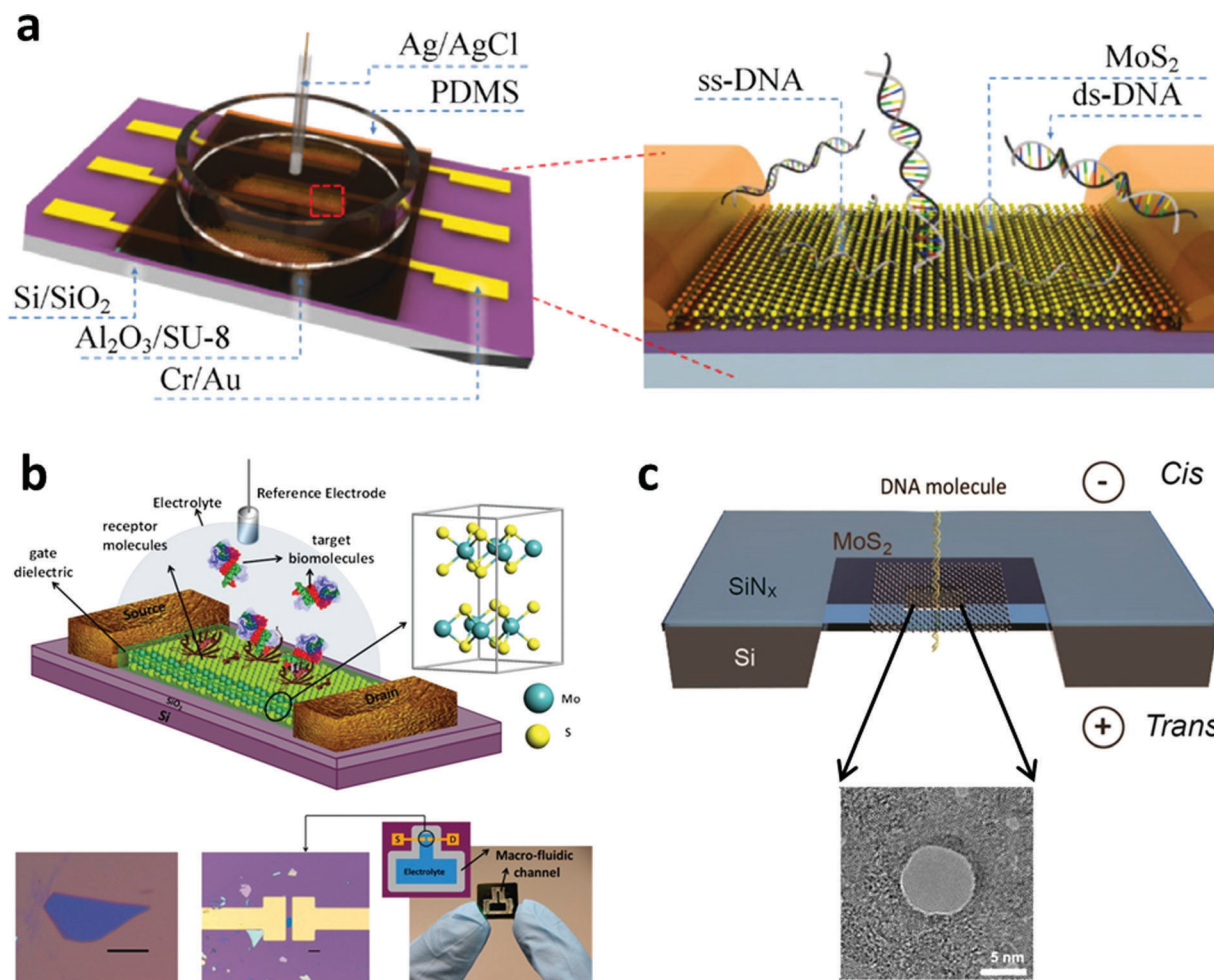 a
Ag/AgCl
PDMS
Si/SiO₂
Al₂O₃/SU-8
Cr/Au
ss-DNA
MoS₂
ds-DNA
b
Reference Electrode
Electrolyte
receptor
molecules
target
biomolecules
gate
dielectric
Source
Drain
SiO₂
Si
Mo
S
S
D
Electrolyte
Macro-fluidic
channel
c
DNA molecule
- Cis
MoS₂
SiNₓ
Si
+ Trans
5 nm